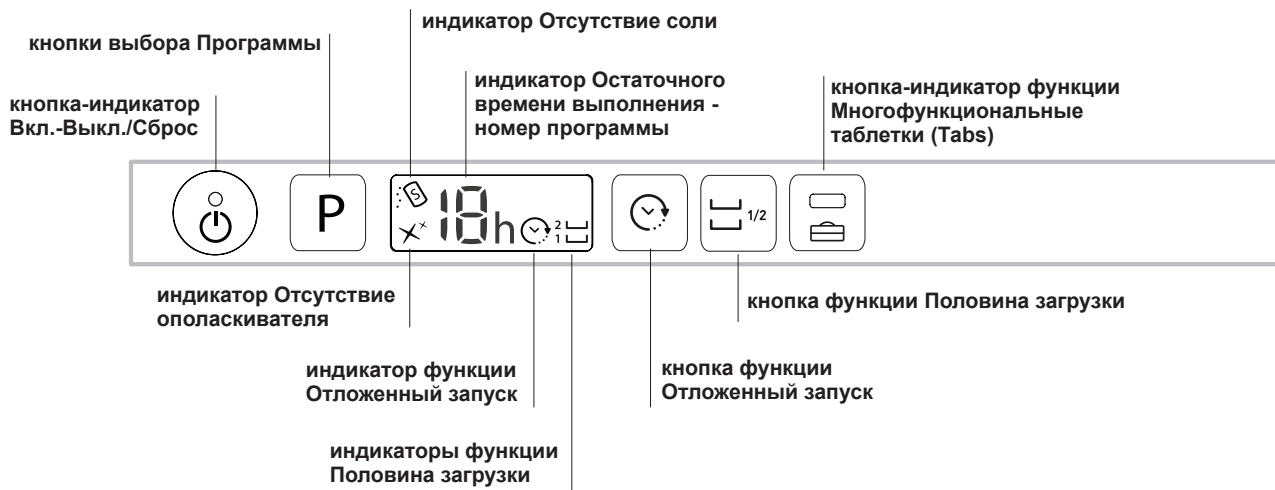 индикатор Отсутствие соли
кнопки выбора Программы
индикатор Остаточного
времени выполнения -
номер программы
кнопка-индикатор функции
Многофункциональные
таблетки (Tabs)
кнопка-индикатор
Вкл.-Выкл./Сброс
P
S
18h
2
1
1/2
индикатор Отсутствие
ополаскивателя
кнопка функции Половина загрузки
индикатор функции
Отложенный запуск
кнопка функции
Отложенный запуск
индикаторы функции
Половина загрузки